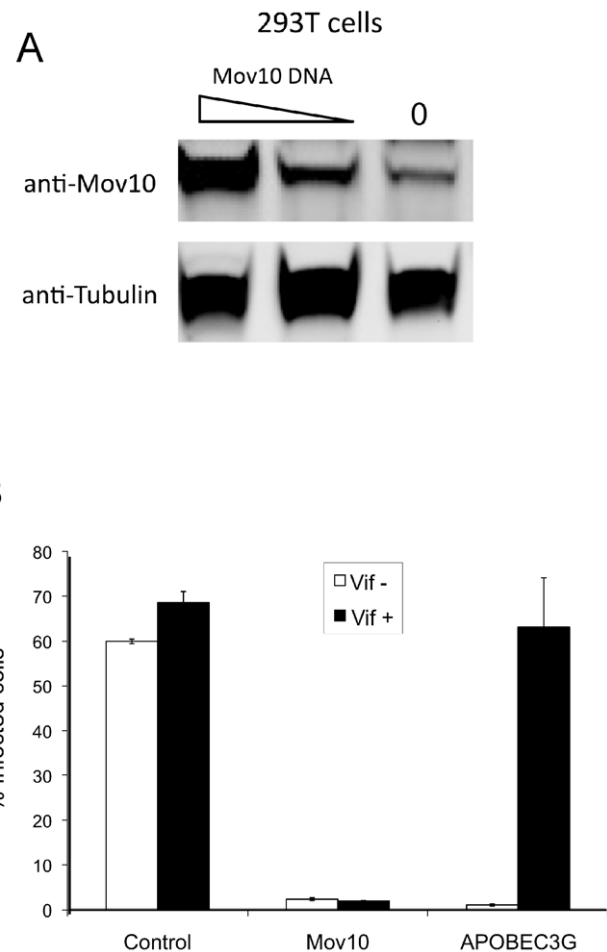 293T cells
A
Mov10 DNA
0
anti-Mov10
anti-Tubulin
80
70
60
50
40
30
20
10
0
Vif -
Vif +
Control
Mov10
APOBEC3G